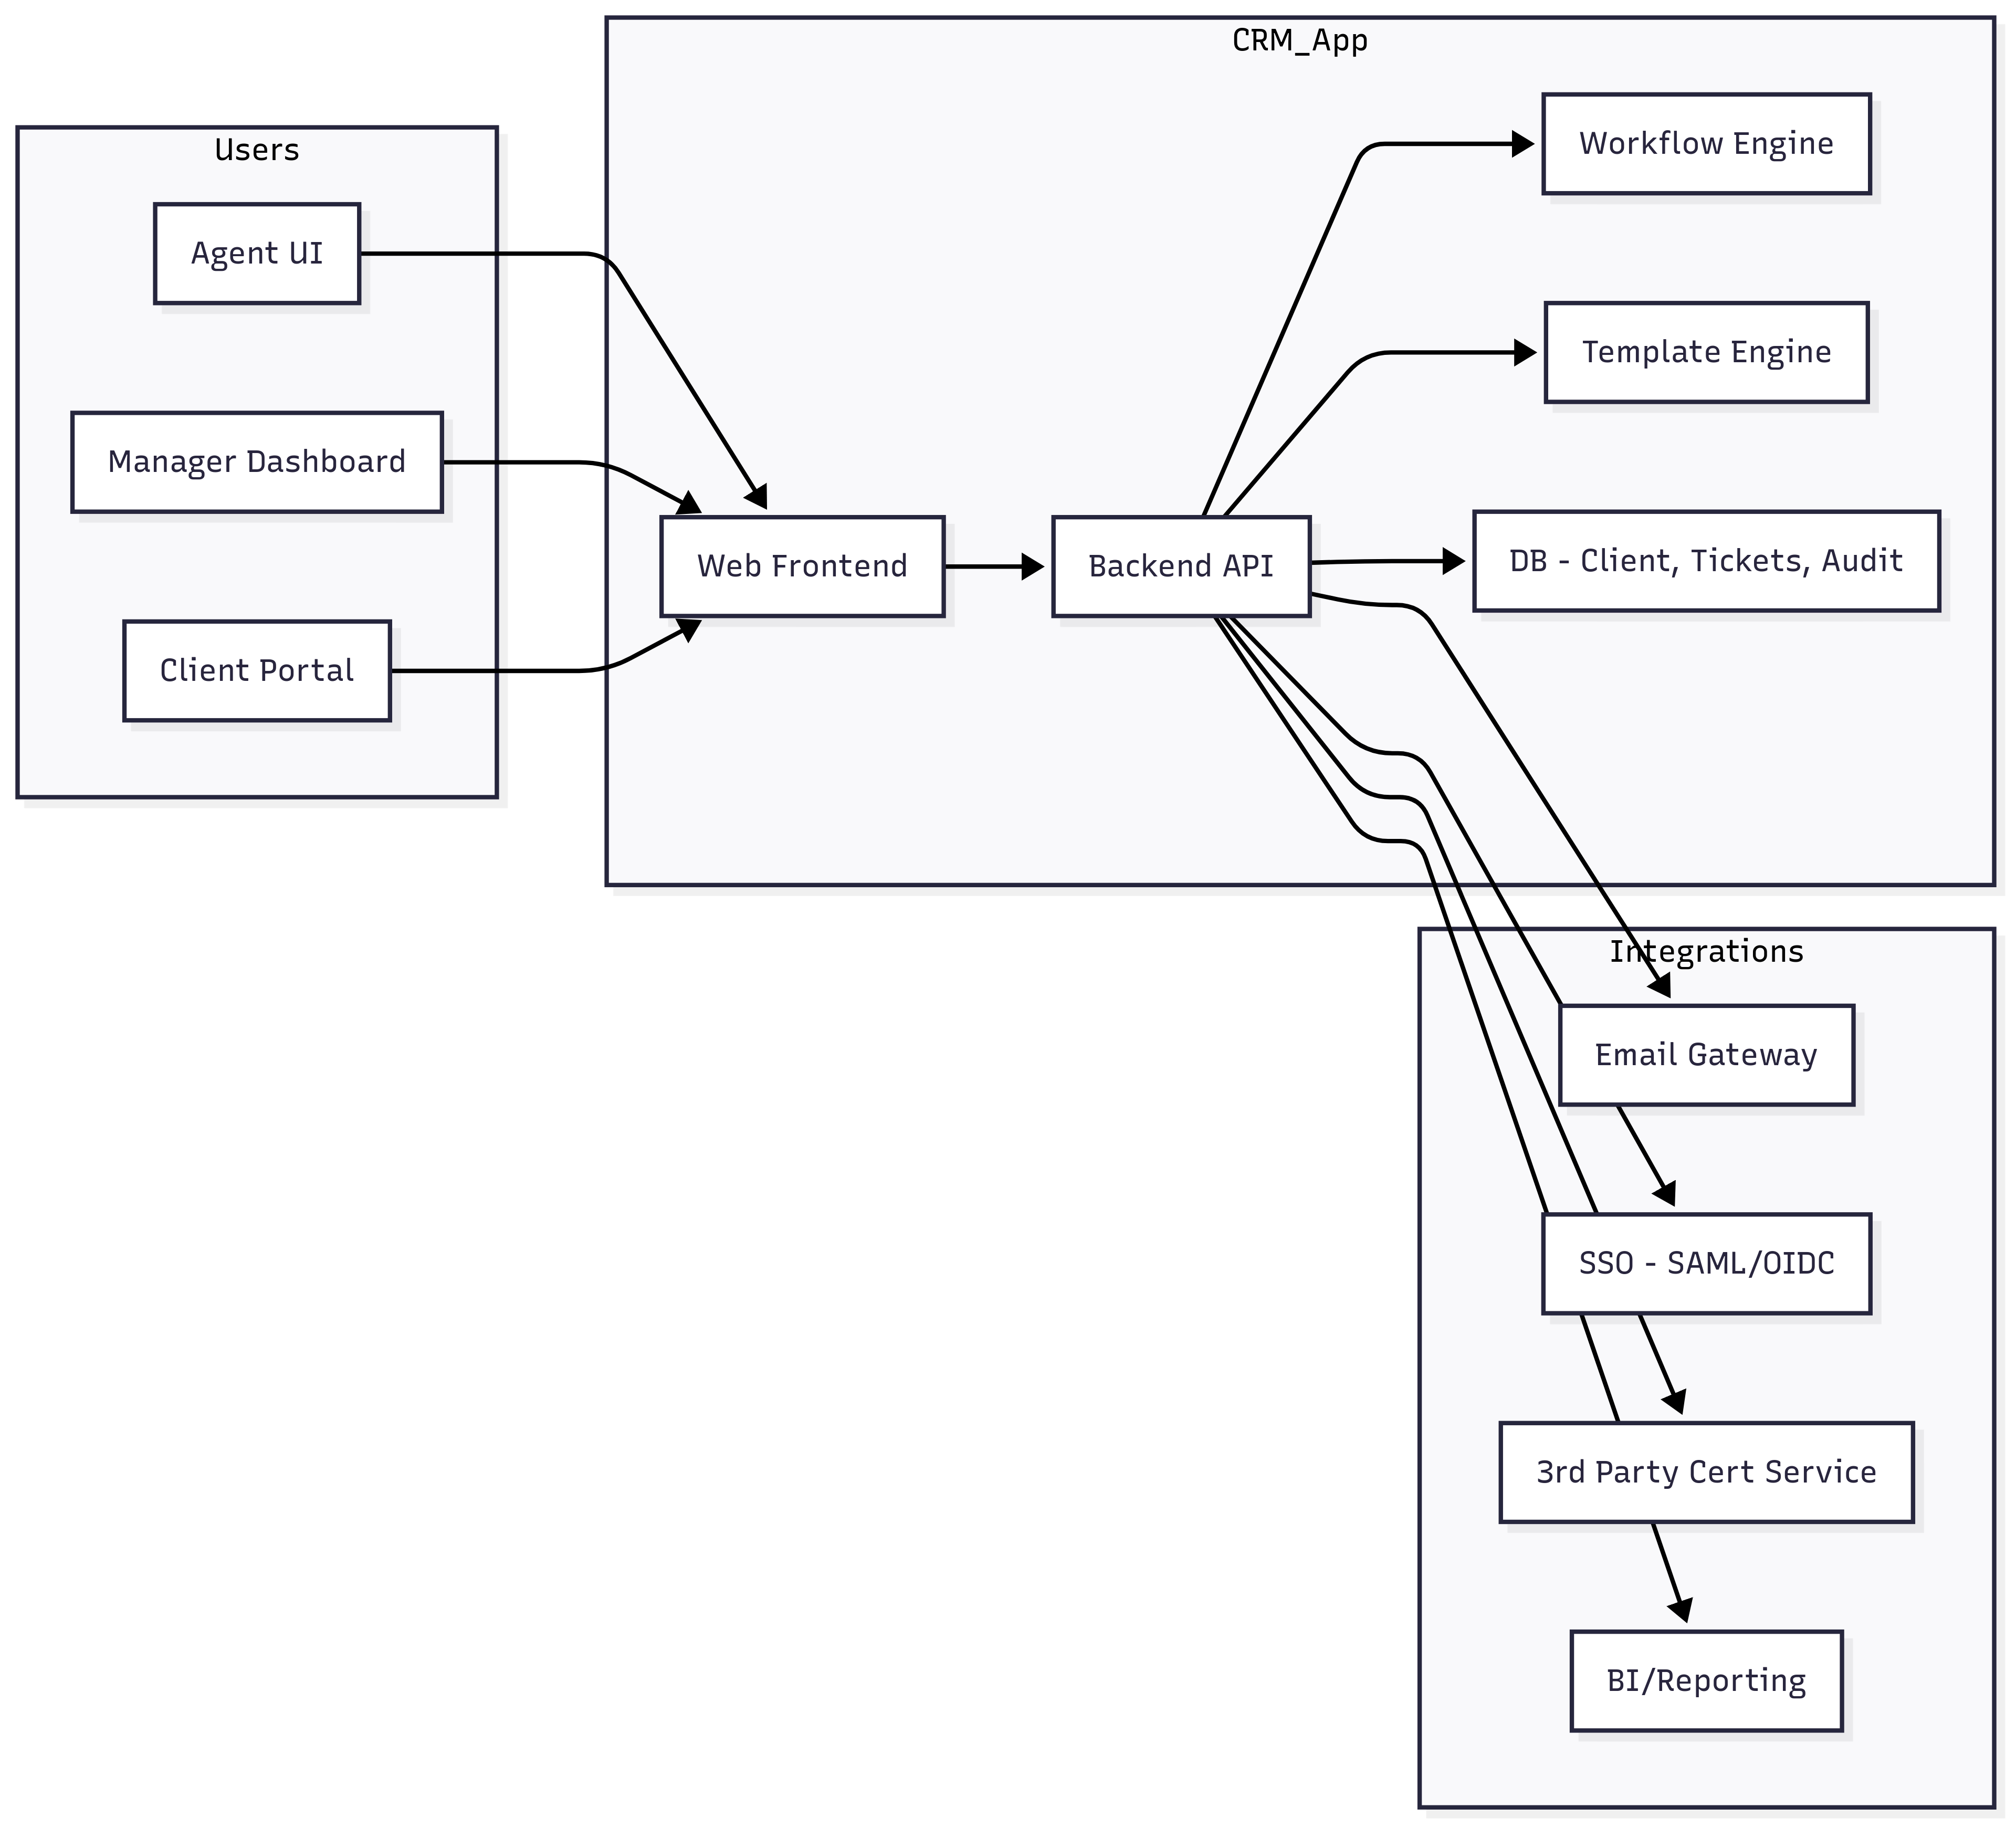 CRM_App
Workflow Engine
Users
Agent UI
Template Engine
Manager Dashboard
Web Frontend
Backend API
DB - Client, Tickets, Audit
Client Portal
Integrations
Email Gateway
SSO - SAML/OIDC
3rd Party Cert Service
BI/Reporting